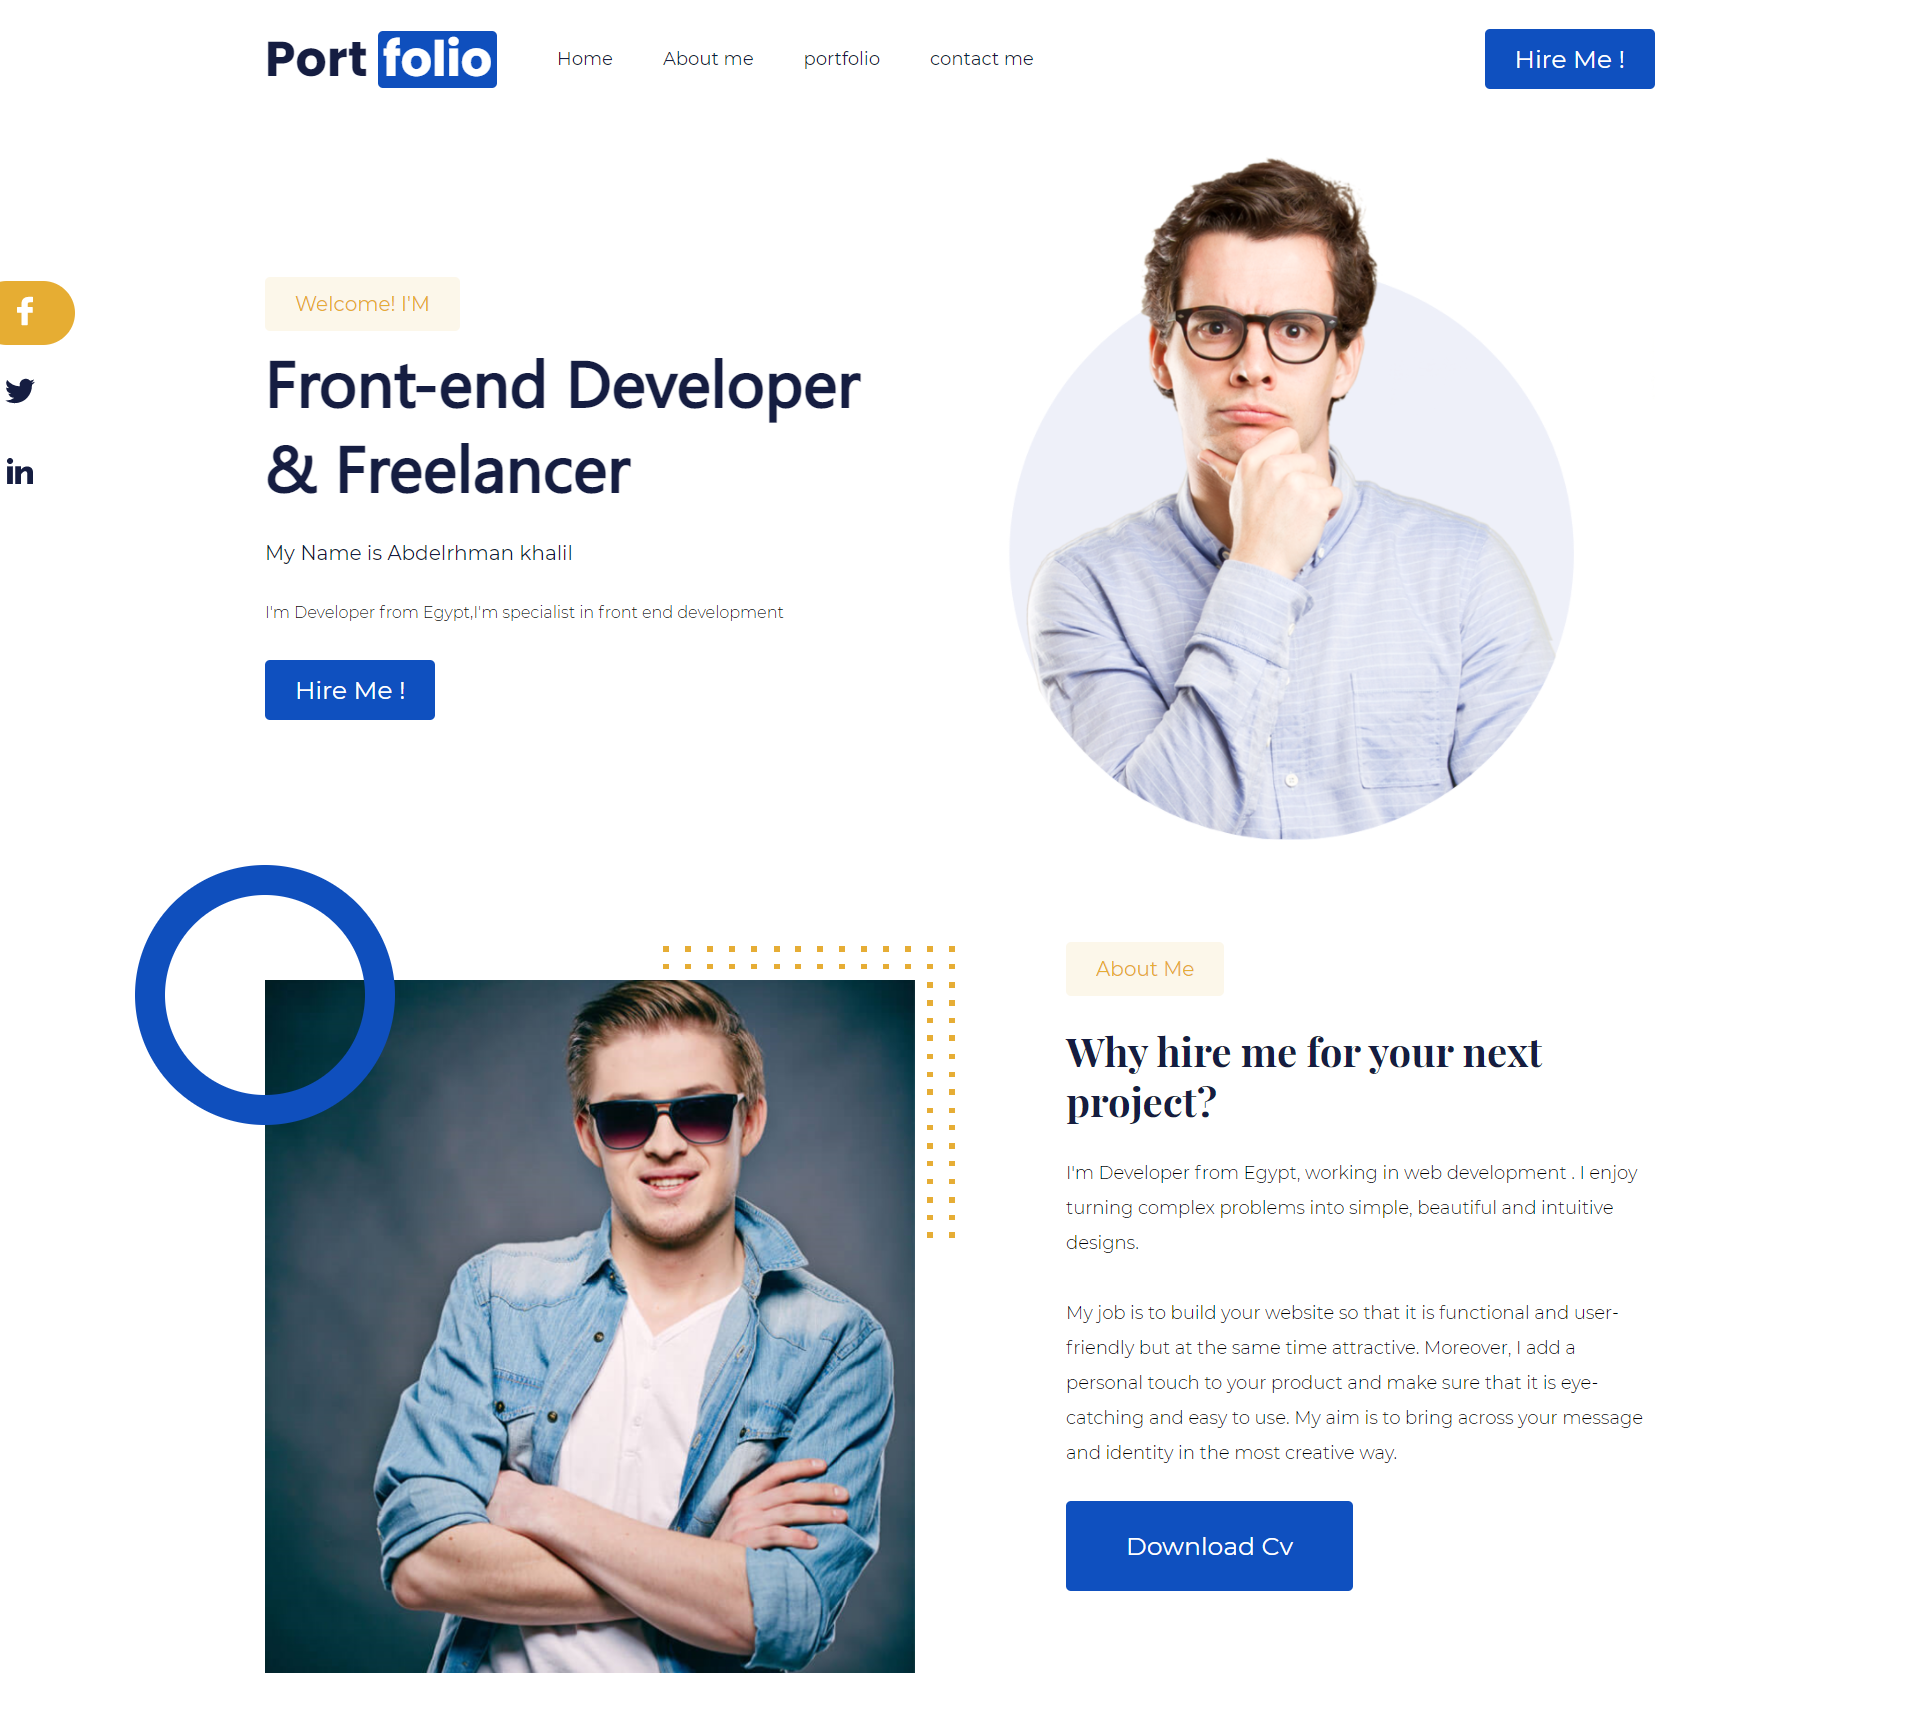 Port folio
Home
About me
portfolio
contact me
Hire Me !
Welcome! I'M
Front-end Developer
& Freelancer
My Name is Abdelrhman khalil
I'm Developer from Egypt,I'm specialist in front end development
Hire Me !
About Me
Why hire me for your next
project?
I'm Developer from Egypt, working in web development . I enjoy
turning complex problems into simple, beautiful and intuitive
designs.
My job is to build your website so that it is functional and user-
friendly but at the same time attractive. Moreover, I add a
personal touch to your product and make sure that it is eye-
catching and easy to use. My aim is to bring across your message
and identity in the most creative way.
Download Cv